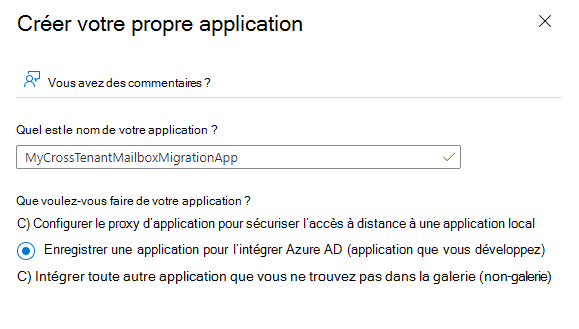 Créer votre propre application
Vous avez des commentaires ?
Quel est le nom de votre application ?
MyCrossTenantMailboxMigrationApp
Que voulez-vous faire de votre application ?
C) Configurer le proxy d'application pour sécuriser l'accès à distance à une application local
Enregistrer une application pour l'intégrer Azure AD (application que vous développez)
C) Intégrer toute autre application que vous ne trouvez pas dans la galerie (non-galerie)